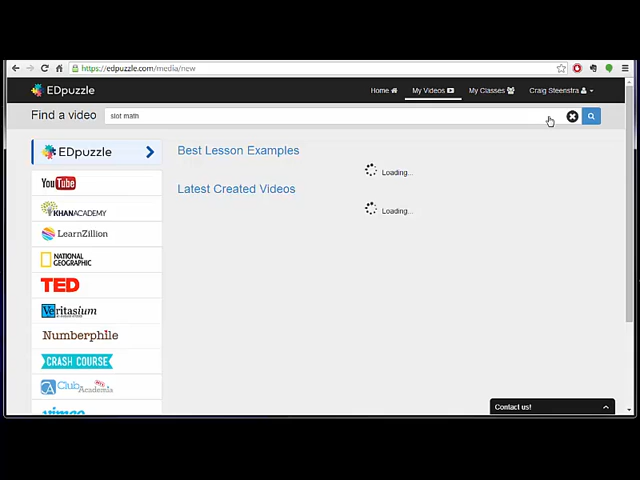 https://edpuzzle.com/media/new
EDpuzzle
Home
My Videos
My Classes
Craig Steenstra
Find a video
slot math
EDpuzzle
YouTube
KHANACADEMY
LearnZillion
NATIONAL GEOGRAPHIC
TED
Veritasium
Numberphile
CRASH COURSE
Club Academia
vimeo
Best Lesson Examples
Loading...
Latest Created Videos
Loading...
Contact us!